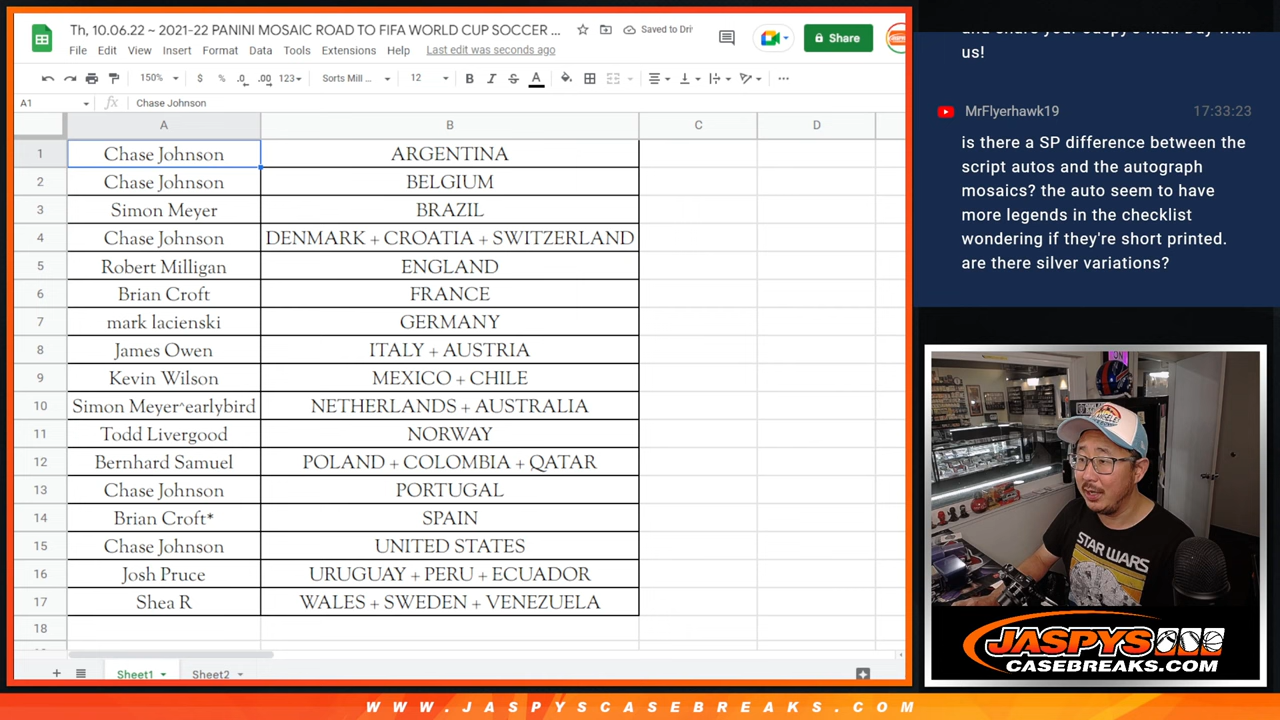 Th, 10.06.22 ~ 2021-22 PANINI MOSAIC ROAD TO FIFA WORLD CUP SOCCER ...
Saved to Dri
File Edit View Insert Format Data Tools Extensions Help Last edit was seconds ago
Share
150% $ % .0 .00 123 Sorts Mill ... 12 B I S A
A1 fx Chase Johnson
A B C D
1 Chase Johnson ARGENTINA
2 Chase Johnson BELGIUM
3 Simon Meyer BRAZIL
4 Chase Johnson DENMARK + CROATIA + SWITZERLAND
5 Robert Milligan ENGLAND
6 Brian Croft FRANCE
7 mark lacienski GERMANY
8 James Owen ITALY + AUSTRIA
9 Kevin Wilson MEXICO + CHILE
10 Simon Meyer^earlybird NETHERLANDS + AUSTRALIA
11 Todd Livergood NORWAY
12 Bernhard Samuel POLAND + COLOMBIA + QATAR
13 Chase Johnson PORTUGAL
14 Brian Croft* SPAIN
15 Chase Johnson UNITED STATES
16 Josh Pruce URUGUAY + PERU + ECUADOR
17 Shea R WALES + SWEDEN + VENEZUELA
18
Sheet1 Sheet2
us!
MrFlyerhawk19 17:33:23
is there a SP difference between the
script autos and the autograph
mosaics? the auto seem to have
more legends in the checklist
wondering if they're short printed.
are there silver variations?
ON
ANGELS
STAR WARS
JASPYS
CASEBREAKS.COM
WWW.JASPYSCASEBREAKS.COM